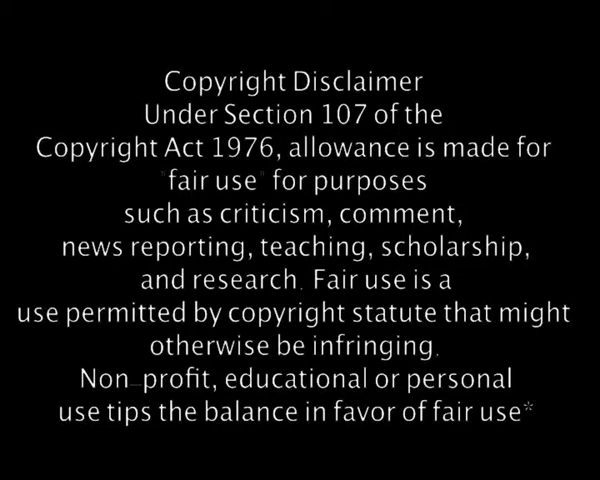 Copyright Disclaimer
Under Section 107 of the
Copyright Act 1976, allowance is made for
"fair use" for purposes
such as criticism, comment,
news reporting, teaching, scholarship,
and research. Fair use is a
use permitted by copyright statute that might
otherwise be infringing.
Non-profit, educational or personal
use tips the balance in favor of fair use*